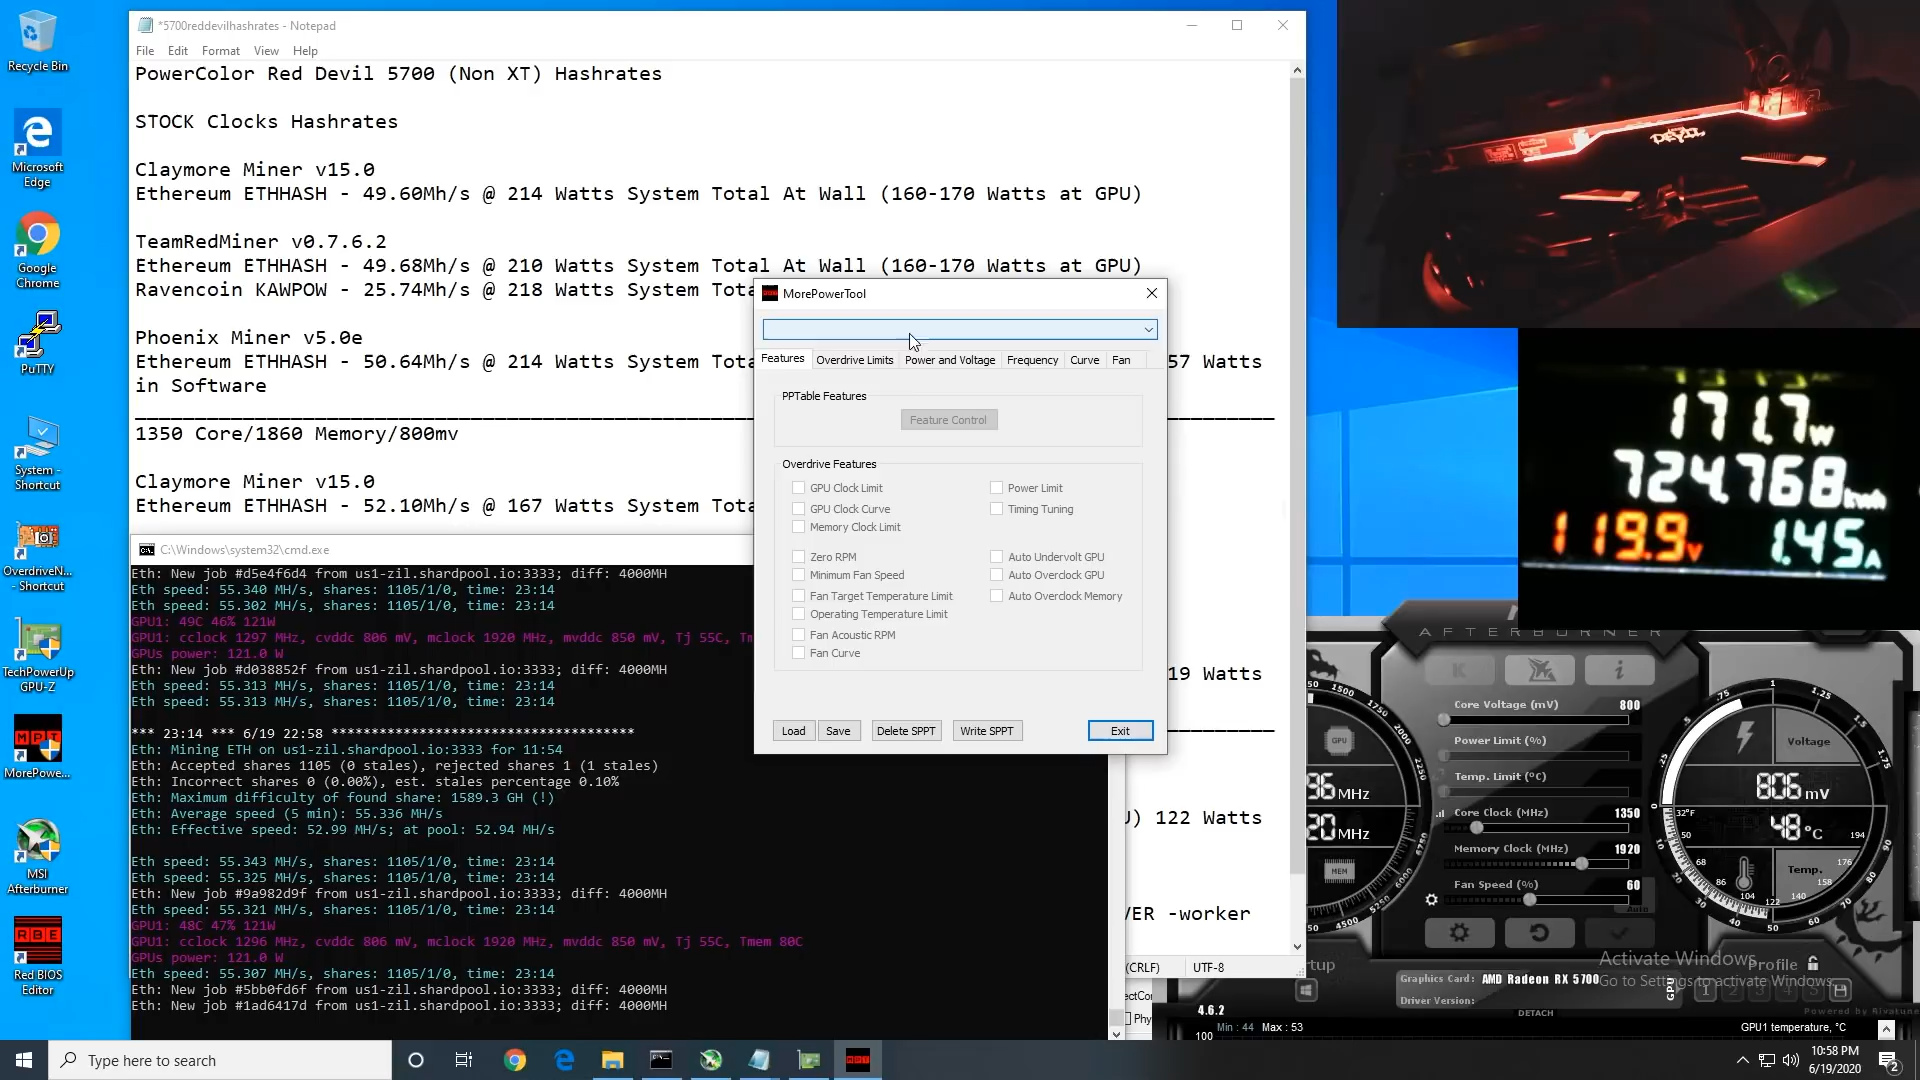 Recycle Bin
Microsoft Edge
Google Chrome
PuTTY
System - Shortcut
OverdriveN... - Shortcut
TechPowerUp GPU-Z
MorePowe...
MSI Afterburner
Red BIOS Editor
*5700reddevilhashrates - Notepad
File Edit Format View Help
PowerColor Red Devil 5700 (Non XT) Hashrates
STOCK Clocks Hashrates
Claymore Miner v15.0
Ethereum ETHHASH - 49.60Mh/s @ 214 Watts System Total At Wall (160-170 Watts at GPU)
TeamRedMiner v0.7.6.2
Ethereum ETHHASH - 49.68Mh/s @ 210 Watts System Total At Wall (160-170 Watts at GPU)
Ravencoin KAWPOW - 25.74Mh/s @ 218 Watts System Tota
Phoenix Miner v5.0e
Ethereum ETHHASH - 50.64Mh/s @ 214 Watts System Tota 57 Watts
in Software
1350 Core/1860 Memory/800mv
Claymore Miner v15.0
Ethereum ETHHASH - 52.10Mh/s @ 167 Watts System Tota
19 Watts
U) 122 Watts
VER -worker
(CRLF) UTF-8
MorePowerTool
Features Overdrive Limits Power and Voltage Frequency Curve Fan
PPTable Features
Feature Control
Overdrive Features
GPU Clock Limit Power Limit
GPU Clock Curve Timing Tuning
Memory Clock Limit
Zero RPM Auto Undervolt GPU
Minimum Fan Speed Auto Overclock GPU
Fan Target Temperature Limit Auto Overclock Memory
Operating Temperature Limit
Fan Acoustic RPM
Fan Curve
Load Save Delete SPPT Write SPPT Exit
C:\Windows\system32\cmd.exe
Eth: New job #d5e4f6d4 from us1-zil.shardpool.io:3333; diff: 4000MH
Eth speed: 55.340 MH/s, shares: 1105/1/0, time: 23:14
Eth speed: 55.302 MH/s, shares: 1105/1/0, time: 23:14
GPU1: 49C 46% 121W
GPU1: cclock 1297 MHz, cvddc 806 mV, mclock 1920 MHz, mvddc 850 mV, Tj 55C, Tm
GPUs power: 121.0 W
Eth: New job #d038852f from us1-zil.shardpool.io:3333; diff: 4000MH
Eth speed: 55.313 MH/s, shares: 1105/1/0, time: 23:14
Eth speed: 55.313 MH/s, shares: 1105/1/0, time: 23:14
*** 23:14 *** 6/19 22:58 **************************************
Eth: Mining ETH on us1-zil.shardpool.io:3333 for 11:54
Eth: Accepted shares 1105 (0 stales), rejected shares 1 (1 stales)
Eth: Incorrect shares 0 (0.00%), est. stales percentage 0.10%
Eth: Maximum difficulty of found share: 1589.3 GH (!)
Eth: Average speed (5 min): 55.336 MH/s
Eth: Effective speed: 52.99 MH/s; at pool: 52.94 MH/s
Eth speed: 55.343 MH/s, shares: 1105/1/0, time: 23:14
Eth speed: 55.325 MH/s, shares: 1105/1/0, time: 23:14
Eth: New job #9a982d9f from us1-zil.shardpool.io:3333; diff: 4000MH
Eth speed: 55.321 MH/s, shares: 1105/1/0, time: 23:14
GPU1: 48C 47% 121W
GPU1: cclock 1296 MHz, cvddc 806 mV, mclock 1920 MHz, mvddc 850 mV, Tj 55C, Tmem 80C
GPUs power: 121.0 W
Eth speed: 55.307 MH/s, shares: 1105/1/0, time: 23:14
Eth: New job #5bb0fd6f from us1-zil.shardpool.io:3333; diff: 4000MH
Eth: New job #1ad6417d from us1-zil.shardpool.io:3333; diff: 4000MH
DEVIL
171.7W
724.768kWh
119.9V 1.45A
AFTERBURNER
Core Voltage (mV) 800
Power Limit (%)
Temp. Limit (°C)
Core Clock (MHz) 1350
Memory Clock (MHz) 1920
Fan Speed (%) 60
Auto
GPU
96 MHz
20 MHz
MEM
Voltage
806 mV
48 °C
Temp.
Graphics Card: AMD Radeon RX 5700
Driver Version:
DETACH
4.6.2
Profile
1 2 3 4 5
Powered by Rivatuner
Activate Windows
Go to Settings to activate Windows.
100 Min : 44 Max : 53 GPU1 temperature, °C
Type here to search
10:58 PM
6/19/2020
2